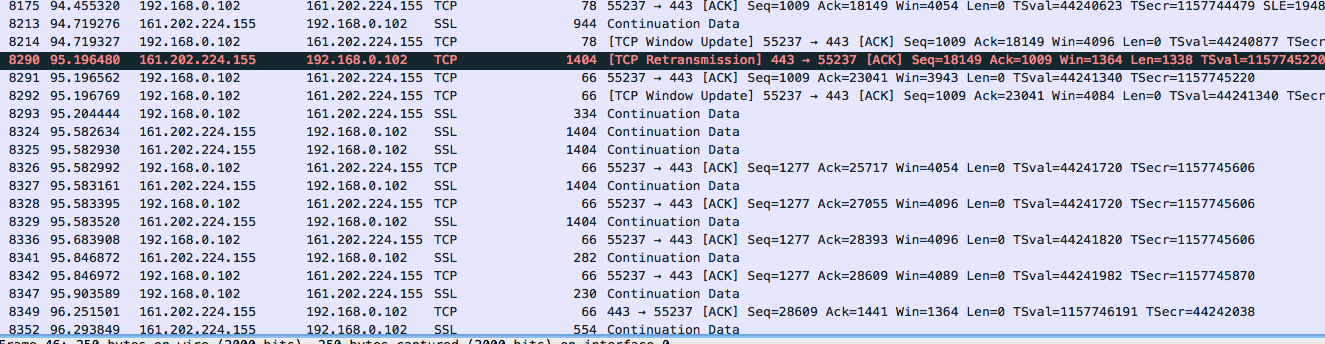 8175 94.455320 192.168.0.102 161.202.224.155 TCP 78 55237 → 443 [ACK] Seq=1009 Ack=18149 Win=4054 Len=0 TSval=44240623 TSecr=1157744479 SLE=1948
8213 94.719276 161.202.224.155 192.168.0.102 SSL 944 Continuation Data
8214 94.719327 192.168.0.102 161.202.224.155 TCP 78 [TCP Window Update] 55237 → 443 [ACK] Seq=1009 Ack=18149 Win=4096 Len=0 TSval=44240877 TSecr
8290 95.196480 161.202.224.155 192.168.0.102 TCP 1404 [TCP Retransmission] 443 → 55237 [ACK] Seq=18149 Ack=1009 Win=1364 Len=1338 TSval=1157745220
8291 95.196562 192.168.0.102 161.202.224.155 TCP 66 55237 → 443 [ACK] Seq=1009 Ack=23041 Win=3943 Len=0 TSval=44241340 TSecr=1157745220
8292 95.196769 192.168.0.102 161.202.224.155 TCP 66 [TCP Window Update] 55237 → 443 [ACK] Seq=1009 Ack=23041 Win=4084 Len=0 TSval=44241340 TSecr
8293 95.204444 192.168.0.102 161.202.224.155 SSL 334 Continuation Data
8324 95.582634 161.202.224.155 192.168.0.102 SSL 1404 Continuation Data
8325 95.582930 161.202.224.155 192.168.0.102 SSL 1404 Continuation Data
8326 95.582992 192.168.0.102 161.202.224.155 TCP 66 55237 → 443 [ACK] Seq=1277 Ack=25717 Win=4054 Len=0 TSval=44241720 TSecr=1157745606
8327 95.583161 161.202.224.155 192.168.0.102 SSL 1404 Continuation Data
8328 95.583395 192.168.0.102 161.202.224.155 TCP 66 55237 → 443 [ACK] Seq=1277 Ack=27055 Win=4096 Len=0 TSval=44241720 TSecr=1157745606
8329 95.583520 161.202.224.155 192.168.0.102 SSL 1404 Continuation Data
8336 95.683908 192.168.0.102 161.202.224.155 TCP 66 55237 → 443 [ACK] Seq=1277 Ack=28393 Win=4096 Len=0 TSval=44241820 TSecr=1157745606
8341 95.846872 161.202.224.155 192.168.0.102 SSL 282 Continuation Data
8342 95.846972 192.168.0.102 161.202.224.155 TCP 66 55237 → 443 [ACK] Seq=1277 Ack=28609 Win=4089 Len=0 TSval=44241982 TSecr=1157745870
8347 95.903589 192.168.0.102 161.202.224.155 SSL 230 Continuation Data
8349 96.251501 161.202.224.155 192.168.0.102 TCP 66 443 → 55237 [ACK] Seq=28609 Ack=1441 Win=1364 Len=0 TSval=1157746191 TSecr=44242038
8352 96.293849 161.202.224.155 192.168.0.102 SSL 554 Continuation Data
Frame 46: 250 bytes on wire (2000 bits), 250 bytes captured (2000 bits) on interface 0